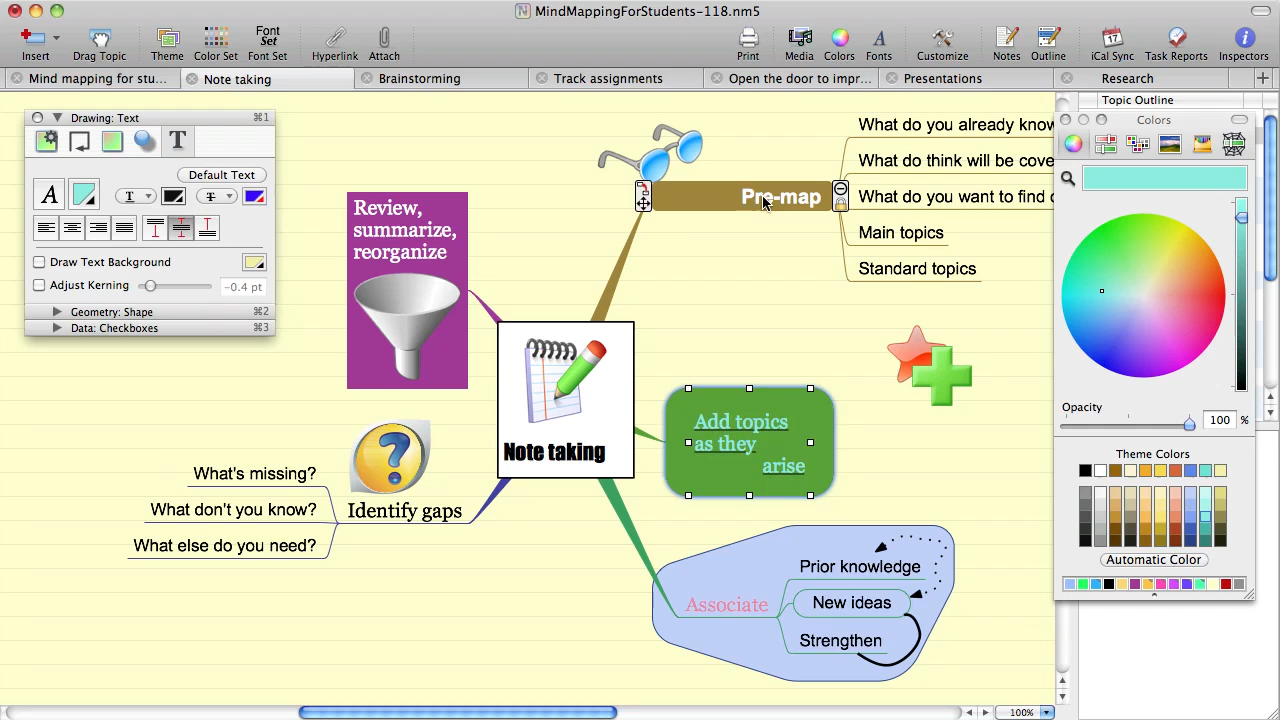 MindMappingForStudents-118.nm5
Insert
Drag Topic
Theme
Color Set
Font
Set
Font Set
Hyperlink
Attach
Print
Media
Colors
Fonts
Customize
Notes
Outline
17
iCal Sync
Task Reports
Inspectors
Mind mapping for stu...
Note taking
Brainstorming
Track assignments
Open the door to impr...
Presentations
Research
Drawing: Text
⌘1
Default Text
Draw Text Background
Adjust Kerning
-0.4 pt
Geometry: Shape
⌘2
Data: Checkboxes
⌘3
Review,
summarize,
reorganize
Pre-map
What do you already know
What do think will be cove
What do you want to find
Main topics
Standard topics
Note taking
Add topics
as they
arise
What's missing?
What don't you know?
What else do you need?
Identify gaps
Associate
Prior knowledge
New ideas
Strengthen
Topic Outline
Colors
Opacity
100 %
Theme Colors
Automatic Color
100%